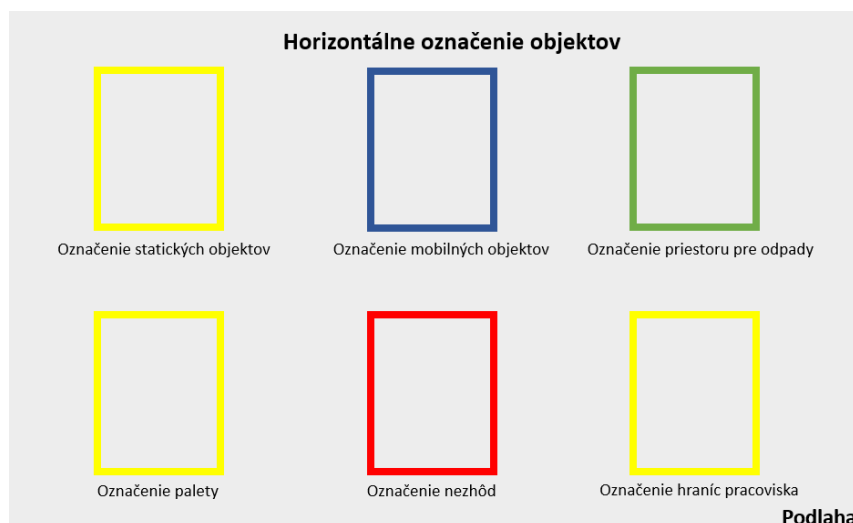 Horizontálne označenie objektov
Označenie statických objektov
Označenie mobilných objektov
Označenie priestoru pre odpady
Označenie palety
Označenie nezhôd
Označenie hraníc pracoviska
Podlaha